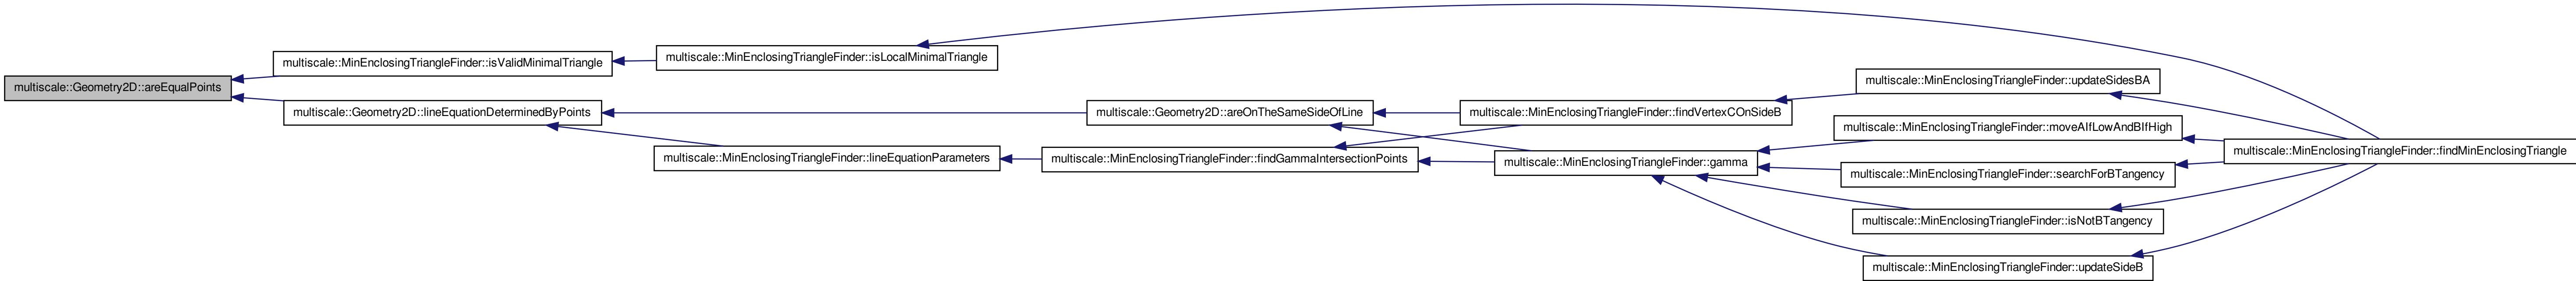 multiscale::Geometry2D::areEqualPoints
multiscale::MinEnclosingTriangleFinder::isValidMinimalTriangle
multiscale::Geometry2D::lineEquationDeterminedByPoints
multiscale::MinEnclosingTriangleFinder::isLocalMinimalTriangle
multiscale::MinEnclosingTriangleFinder::lineEquationParameters
multiscale::Geometry2D::areOnTheSameSideOfLine
multiscale::MinEnclosingTriangleFinder::findGammaIntersectionPoints
multiscale::MinEnclosingTriangleFinder::findVertexCOnSideB
multiscale::MinEnclosingTriangleFinder::gamma
multiscale::MinEnclosingTriangleFinder::updateSidesBA
multiscale::MinEnclosingTriangleFinder::moveAIfLowAndBIfHigh
multiscale::MinEnclosingTriangleFinder::searchForBTangency
multiscale::MinEnclosingTriangleFinder::isNotBTangency
multiscale::MinEnclosingTriangleFinder::updateSideB
multiscale::MinEnclosingTriangleFinder::findMinEnclosingTriangle